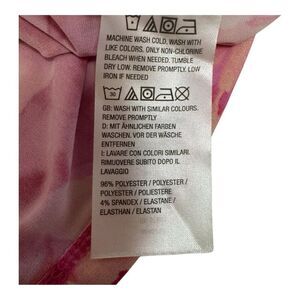 MACHINE WASH COLD, WASH WITH
LIKE COLORS, ONLY NON-CHLORINE
BLEACH WHEN NEEDED. TUMBLE
DRY LOW. REMOVE PROMPTLY. LOW
IRON IF NEEDED
30
GB: WASH WITH SIMILAR COLOURS.
REMOVE PROMPTLY
D: MIT ÄHNLICHEN FARBEN
WASCHEN. VOR DER WÄSCHE
ENTFERNEN
I: LAVARE CON COLORI SIMILARI.
RIMUOVERE SUBITO DOPO IL
LAVAGGIO
96% POLYESTER / POLYESTER /
POLYESTER / POLIESTERE
4% SPANDEX / ELASTANE /
ELASTHAN / ELASTAN